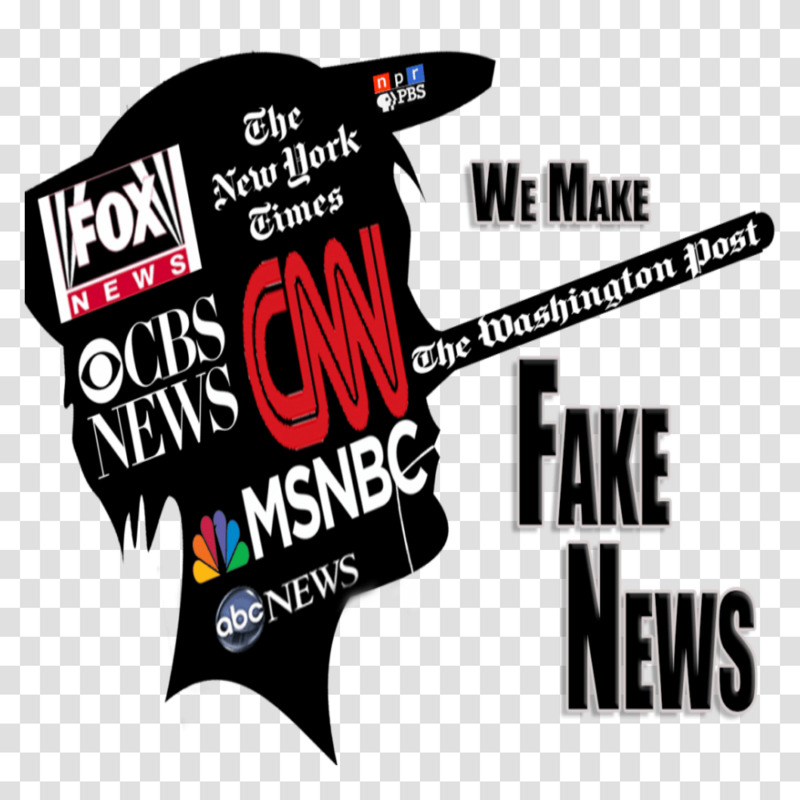 npr
PBS
The
New York
Times
FOX
NEWS
WE MAKE
The Washington Post
CBS
NEWS
CNN
MSNBC
abc NEWS
FAKE
NEWS